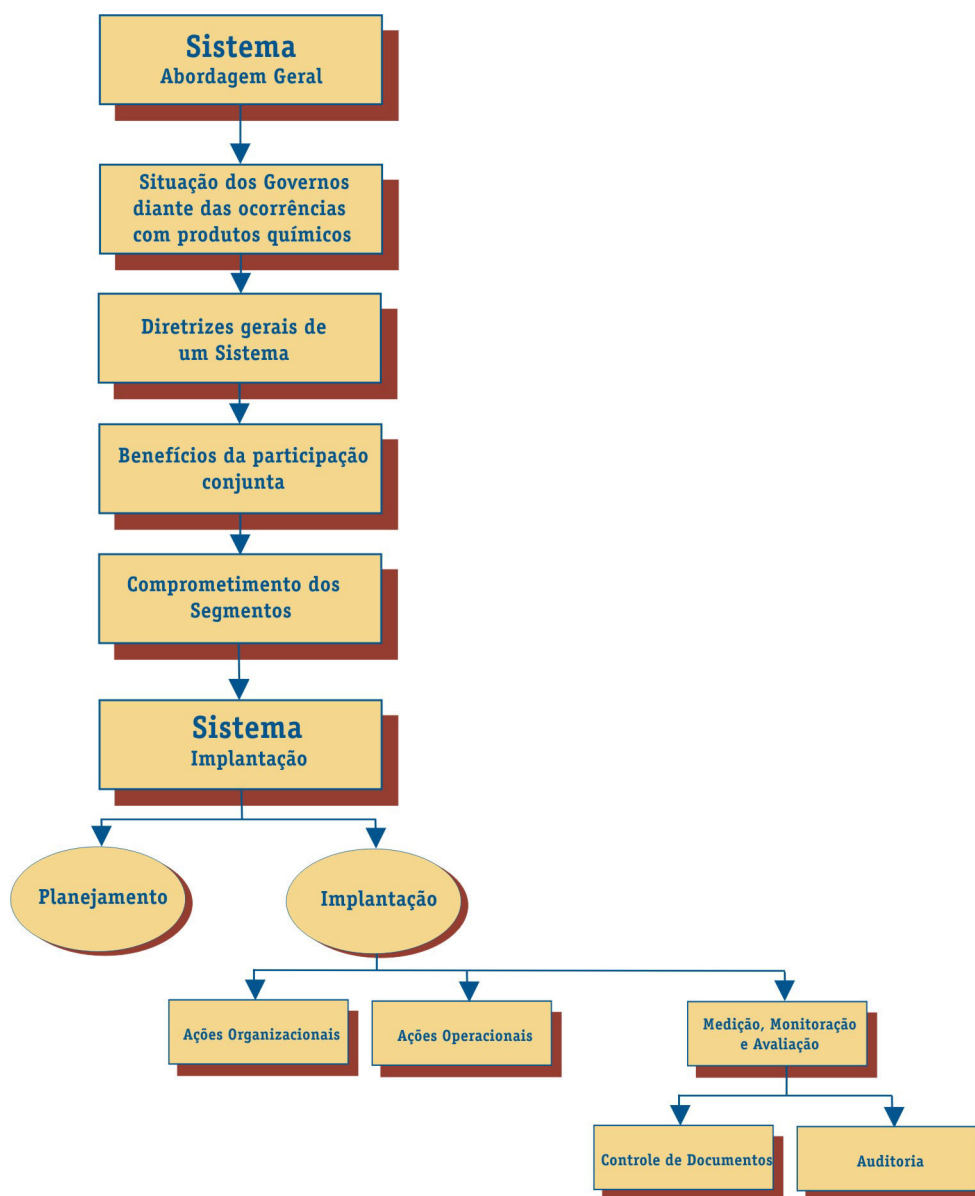 Sistema
Abordagem Geral
Situação dos Governos
diante das ocorrências
com produtos químicos
Diretrizes gerais de
um Sistema
Benefícios da participação
conjunta
Comprometimento dos
Segmentos
Sistema
Implantação
Planejamento
Implantação
Ações Organizacionais
Ações Operacionais
Medição, Monitoração
e Avaliação
Controle de Documentos
Auditoria